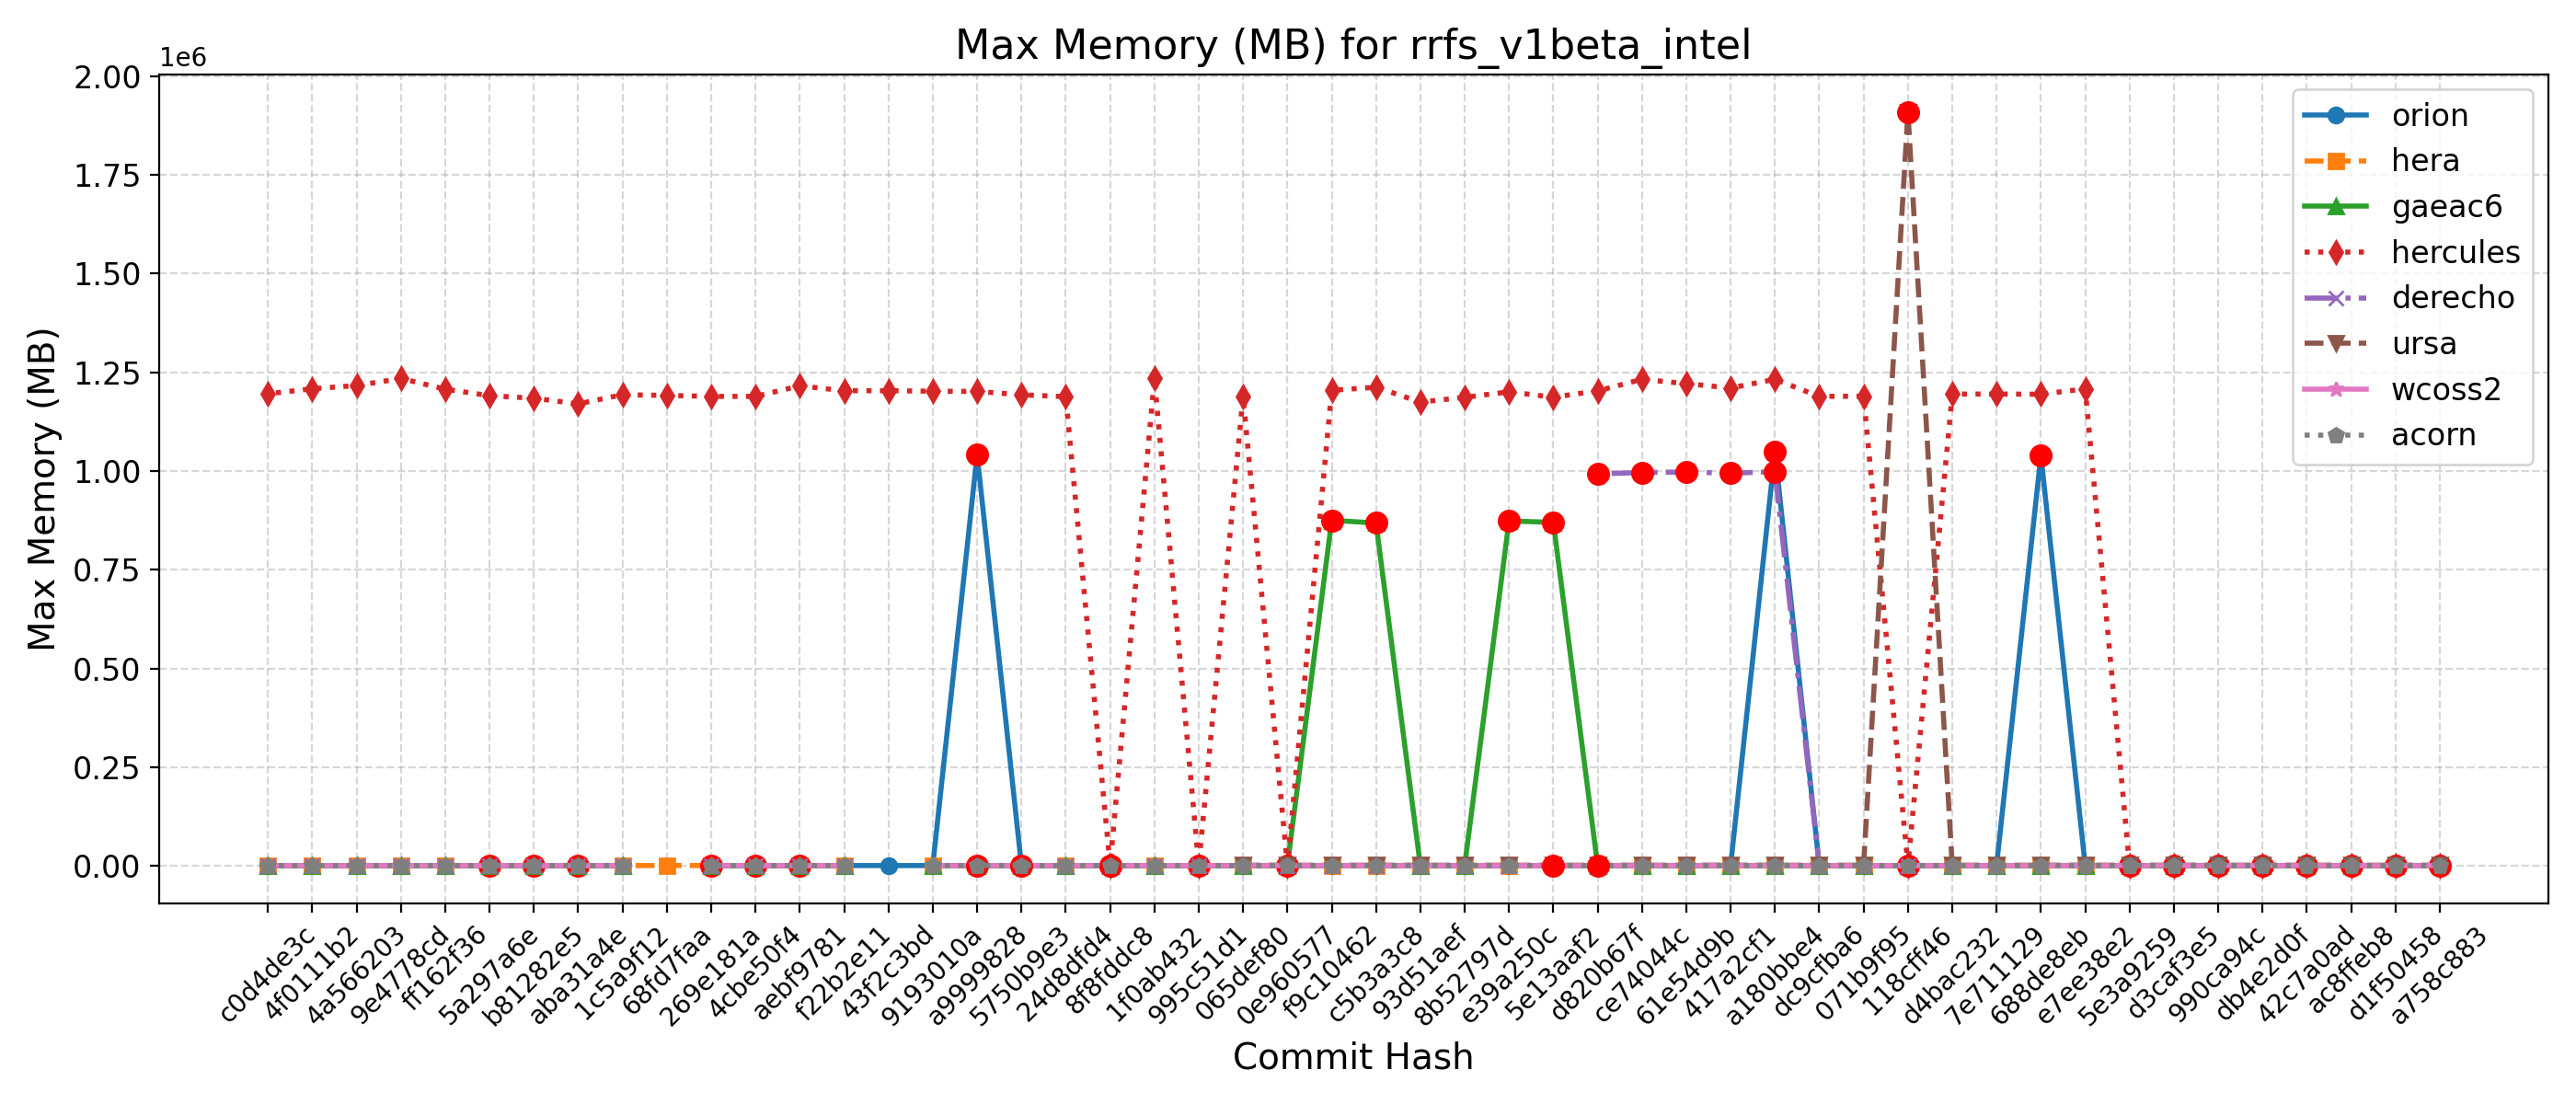 Max Memory (MB) for rrfs_v1beta_intel
1e6
2.00
1.75
1.50
1.25
1.00
0.75
0.50
0.25
0.00
Max Memory (MB)
orion
hera
gaeac6
hercules
derecho
ursa
wcoss2
acorn
c0d4de3c
4f0111b2
4a566203
9e4778cd
ff162f36
5a297a6e
b81282e5
aba31a4e
1c5a9f12
68fd7faa
269e181a
4cbe50f4
aebf9781
f22b2e11
43f2c3bd
9193010a
a9999828
5750b9e3
24d8dfd4
8f8fddc8
1f0ab432
995c51d1
065def80
0e960577
f9c10462
c5b3a3c8
93d51aef
8b52797d
e39a250c
5e13aaf2
d820b67f
ce74044c
61e54d9b
417a2cf1
a180bbe4
dc9cfba6
071b9f95
118cff46
d4bac232
7e711129
688de8eb
e7ee38e2
5e3a9259
d3caf3e5
990ca94c
db4e2d0f
42c7a0ad
ac8ffeb8
d1f50458
a758c883
Commit Hash